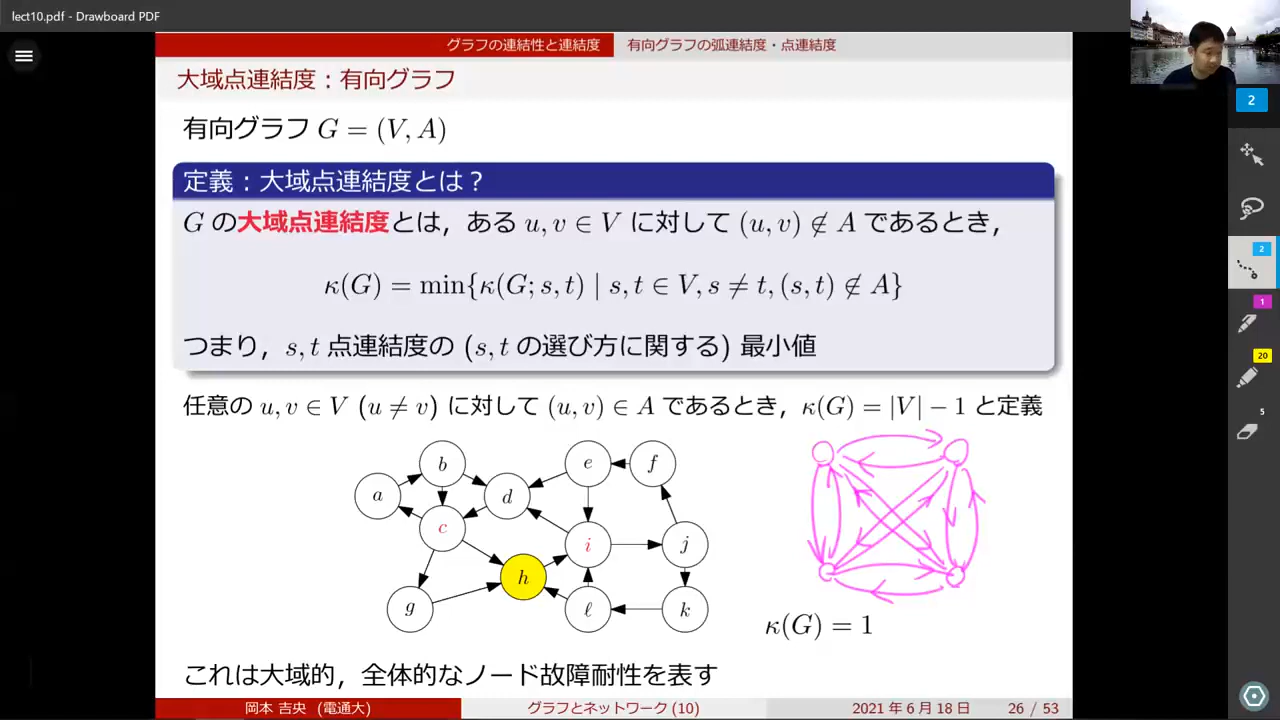 lect10.pdf - Drawboard PDF
グラフの連結性と連結度 有向グラフの弧連結度・点連結度
大域点連結度：有向グラフ
有向グラフ G = (V, A)
定義：大域点連結度とは？
G の大域点連結度とは，ある u, v ∈ V に対して (u, v) ∉ A であるとき，
κ(G) = min{κ(G; s, t) | s, t ∈ V, s ≠ t, (s, t) ∉ A}
つまり，s, t 点連結度の (s, t の選び方に関する) 最小値
任意の u, v ∈ V (u ≠ v) に対して (u, v) ∈ A であるとき，κ(G) = |V| − 1 と定義
b e f
a d
c i j
h
g ℓ k
κ(G) = 1
これは大域的，全体的なノード故障耐性を表す
岡本 吉央 (電通大) グラフとネットワーク (10) 2021 年 6 月 18 日 26 / 53
2
2
1
20
5